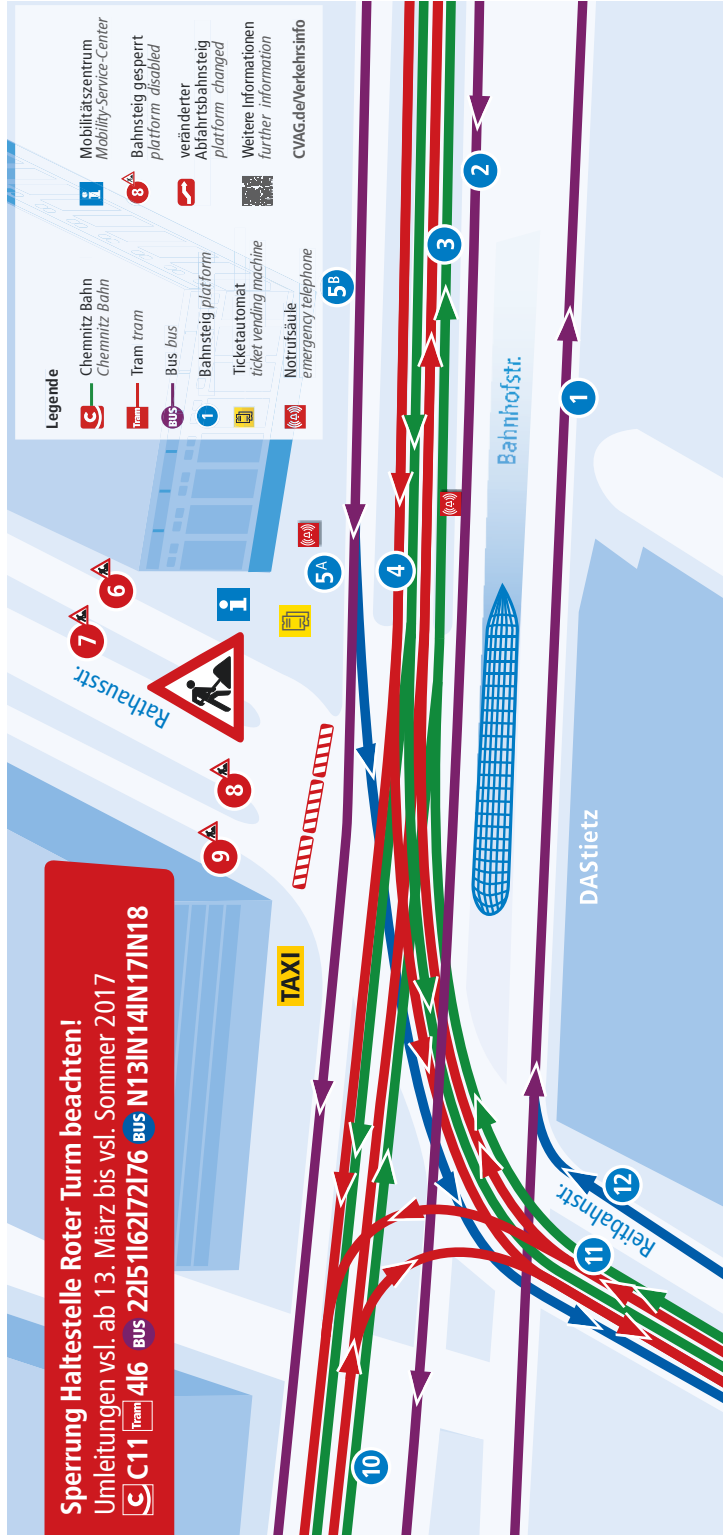 Sperrung Haltestelle Roter Turm beachten!
Umleitungen vsl. ab 13. März bis vsl. Sommer 2017
C C11 Tram 4I6 BUS 22I51I62I72I76 BUS N13IN14IN17IN18
Legende
C Chemnitz Bahn
Chemnitz Bahn
Tram Tram tram
BUS Bus bus
1 Bahnsteig platform
Ticketautomat
ticket vending machine
Notrufsäule
emergency telephone
i Mobilitätszentrum
Mobility-Service-Center
8 Bahnsteig gesperrt
platform disabled
veränderter
Abfahrtsbahnsteig
platform changed
Weitere Informationen
further information
CVAG.de/Verkehrsinfo
Rathausstr.
9
8
7
6
i
TAXI
5A
5B
4
3
2
Bahnhofstr.
1
DAStietz
10
11
12
Reitbahnstr.